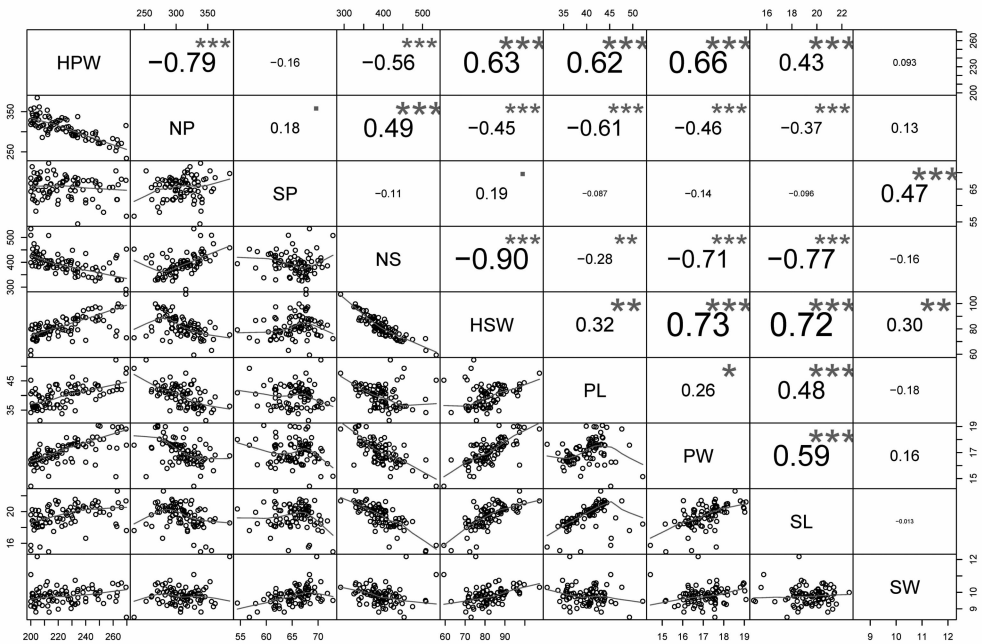 250 300 350 300 400 500 35 40 45 50 16 18 20 22
HPW −0.79 *** −0.16 −0.56 *** 0.63 *** 0.62 *** 0.66 *** 0.43 *** 0.093 200 230 260
250 350 NP 0.18 0.49 *** −0.45 *** −0.61 *** −0.46 *** −0.37 *** 0.13
SP −0.11 0.19 −0.087 −0.14 −0.096 0.47 *** 55 65
300 400 500 NS −0.90 *** −0.28 ** −0.71 *** −0.77 *** −0.16
HSW 0.32 ** 0.73 *** 0.72 *** 0.30 ** 60 80 100
35 45 PL 0.26 * 0.48 *** −0.18
PW 0.59 *** 0.16 15 17 19
16 20 SL −0.013
SW 9 10 12
200 220 240 260 55 60 65 70 60 70 80 90 15 16 17 18 19 9 10 11 12